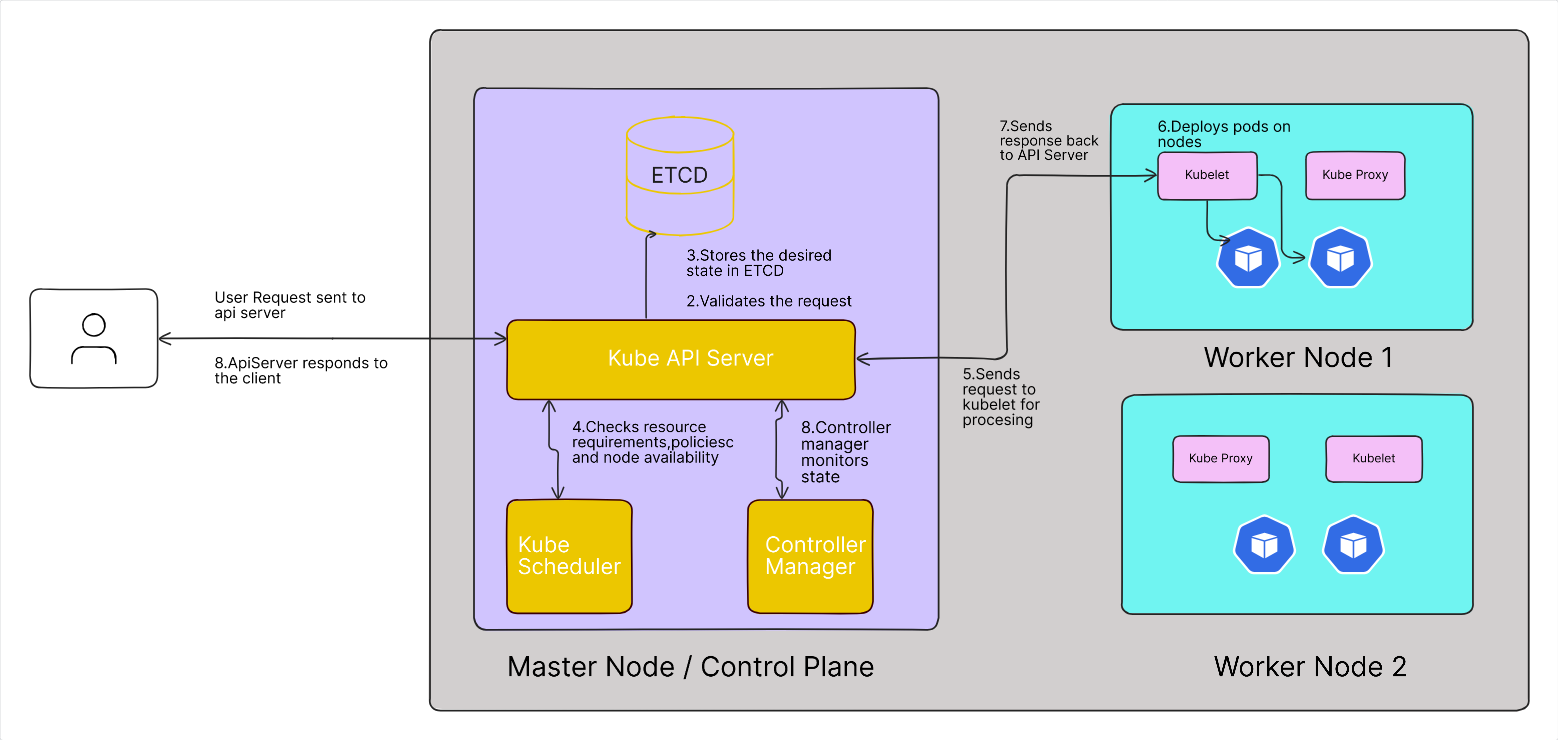 User Request sent to
api server
8.ApiServer responds to
the client
ETCD
3.Stores the desired
state in ETCD
2.Validates the request
Kube API Server
4.Checks resource
requirements,policiesc
and node availability
8.Controller
manager
monitors
state
Kube
Scheduler
Controller
Manager
Master Node / Control Plane
7.Sends
response back
to API Server
5.Sends
request to
kubelet for
procesing
6.Deploys pods on
nodes
Kubelet
Kube Proxy
Worker Node 1
Kube Proxy
Kubelet
Worker Node 2